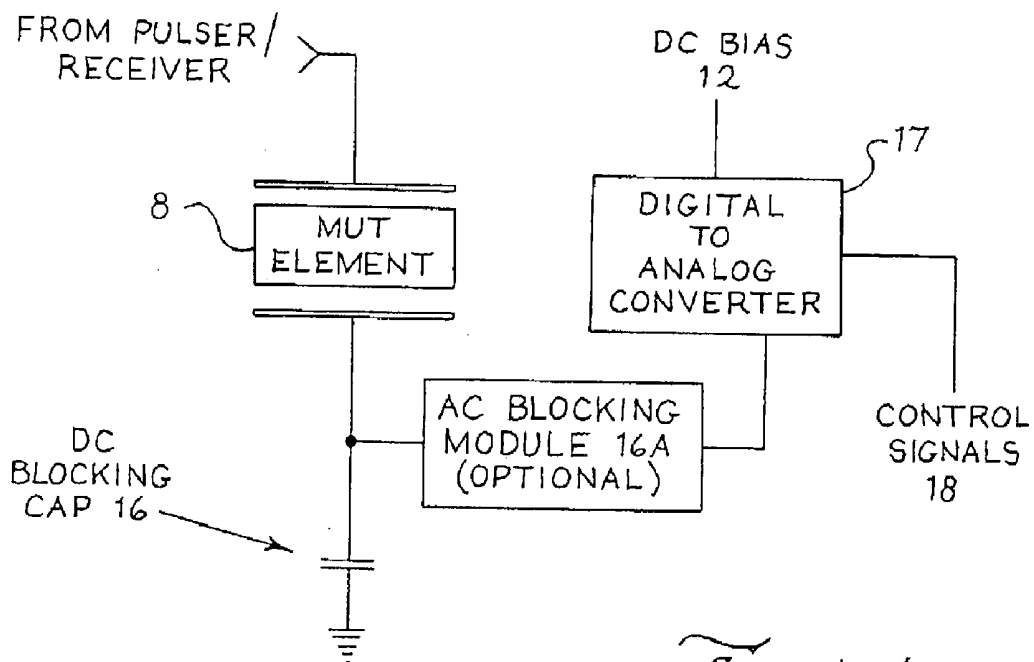 FROM PULSER/
RECEIVER
DC BIAS
12
17
8
MUT
ELEMENT
DIGITAL
TO
ANALOG
CONVERTER
AC BLOCKING
MODULE 16A
(OPTIONAL)
DC
BLOCKING
CAP 16
CONTROL
SIGNALS
18